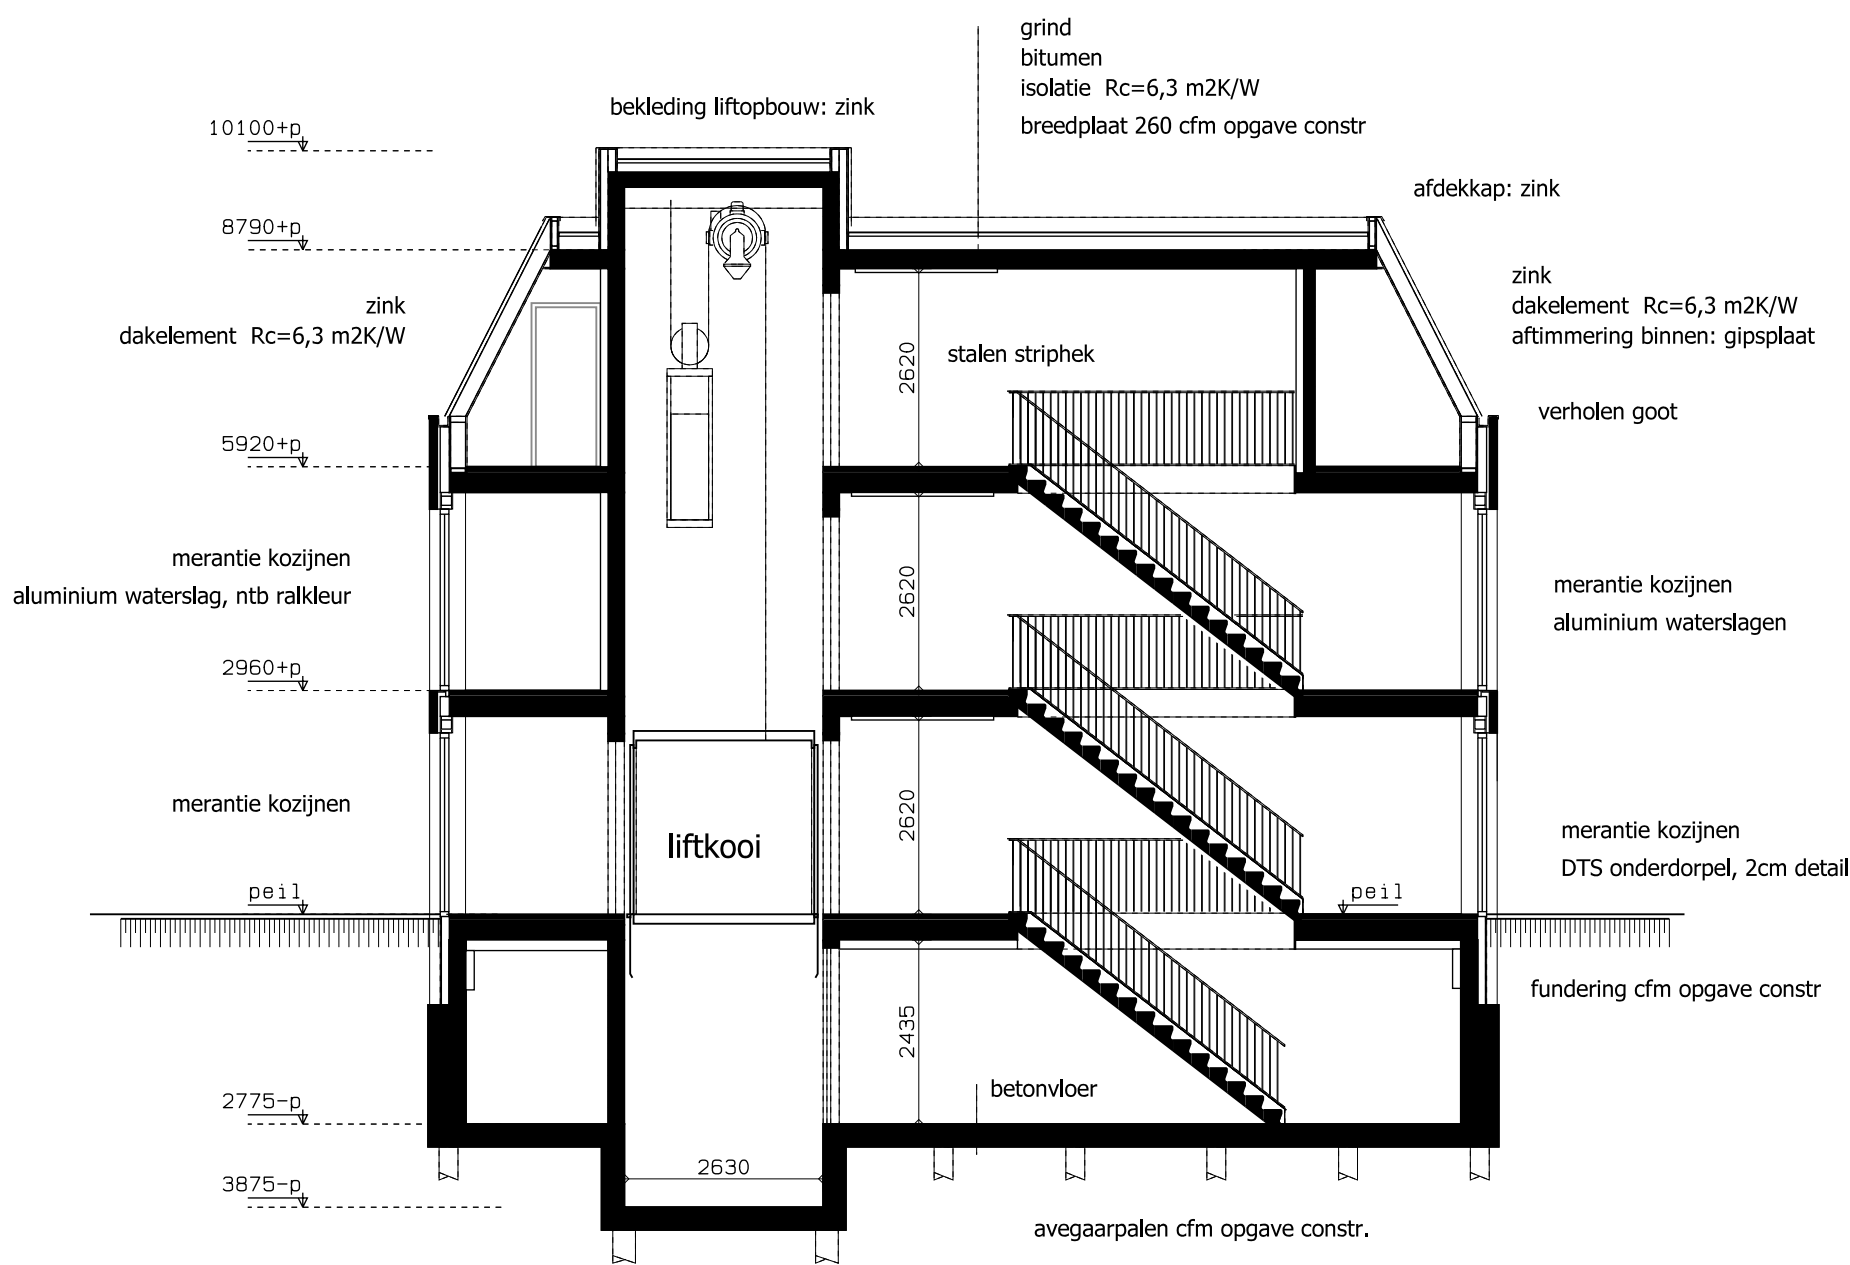 grind
bitumen
isolatie Rc=6,3 m2K/W
breedplaat 260 cfm opgave constr
bekleding liftopbouw: zink
10100+p
afdekkap: zink
8790+p
zink
dakelement Rc=6,3 m2K/W
zink
dakelement Rc=6,3 m2K/W
aftimmering binnen: gipsplaat
2620
stalen striphek
verholen goot
5920+p
merantie kozijnen
aluminium waterslag, ntb ralkleur
2620
merantie kozijnen
aluminium waterslagen
2960+p
merantie kozijnen
liftkooi
2620
merantie kozijnen
DTS onderdorpel, 2cm detail
peil
peil
fundering cfm opgave constr
2435
betonvloer
2775-p
2630
3875-p
avegaarpalen cfm opgave constr.